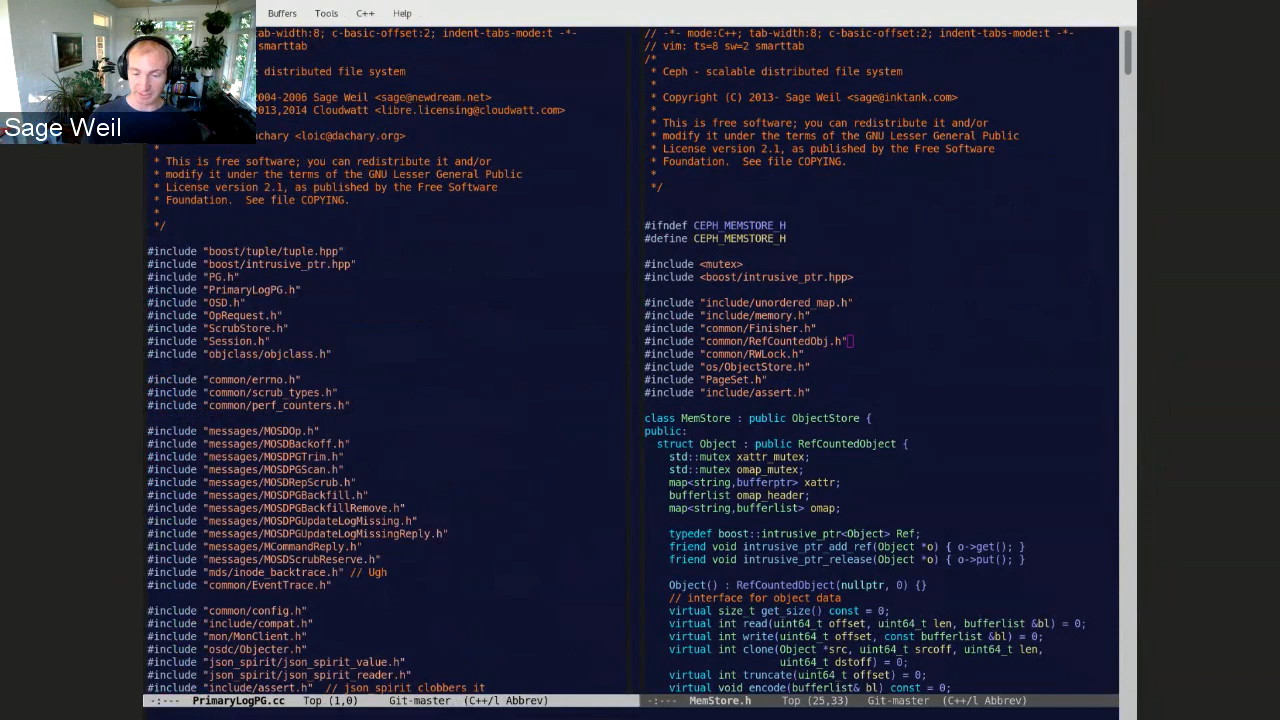 Buffers Tools C++ Help
Sage Weil
tab-width:8; c-basic-offset:2; indent-tabs-mode:t -*-
smarttab
distributed file system
2004-2006 Sage Weil <sage@newdream.net>
2013,2014 Cloudwatt <libre.licensing@cloudwatt.com>
<loic@dachary.org>
*
* This is free software; you can redistribute it and/or
* modify it under the terms of the GNU Lesser General Public
* License version 2.1, as published by the Free Software
* Foundation.  See file COPYING.
*
*/
#include "boost/tuple/tuple.hpp"
#include "boost/intrusive_ptr.hpp"
#include "PG.h"
#include "PrimaryLogPG.h"
#include "OSD.h"
#include "OpRequest.h"
#include "ScrubStore.h"
#include "Session.h"
#include "objclass/objclass.h"
#include "common/errno.h"
#include "common/scrub_types.h"
#include "common/perf_counters.h"
#include "messages/MOSDOp.h"
#include "messages/MOSDBackoff.h"
#include "messages/MOSDPGTrim.h"
#include "messages/MOSDPGScan.h"
#include "messages/MOSDRepScrub.h"
#include "messages/MOSDPGBackfill.h"
#include "messages/MOSDPGBackfillRemove.h"
#include "messages/MOSDPGUpdateLogMissing.h"
#include "messages/MOSDPGUpdateLogMissingReply.h"
#include "messages/MCommandReply.h"
#include "messages/MOSDScrubReserve.h"
#include "mds/inode_backtrace.h" // Ugh
#include "common/EventTrace.h"
#include "common/config.h"
#include "include/compat.h"
#include "mon/MonClient.h"
#include "osdc/Objecter.h"
#include "json_spirit/json_spirit_value.h"
#include "json_spirit/json_spirit_reader.h"
#include "include/assert.h"  // json spirit clobbers it
-:--- PrimaryLogPG.cc Top (1,0) Git-master (C++/l Abbrev)
// -*- mode:C++; tab-width:8; c-basic-offset:2; indent-tabs-mode:t -*-
// vim: ts=8 sw=2 smarttab
/*
* Ceph - scalable distributed file system
*
* Copyright (C) 2013- Sage Weil <sage@inktank.com>
*
* This is free software; you can redistribute it and/or
* modify it under the terms of the GNU Lesser General Public
* License version 2.1, as published by the Free Software
* Foundation.  See file COPYING.
*
*/
#ifndef CEPH_MEMSTORE_H
#define CEPH_MEMSTORE_H
#include <mutex>
#include <boost/intrusive_ptr.hpp>
#include "include/unordered_map.h"
#include "include/memory.h"
#include "common/Finisher.h"
#include "common/RefCountedObj.h"
#include "common/RWLock.h"
#include "os/ObjectStore.h"
#include "PageSet.h"
#include "include/assert.h"
class MemStore : public ObjectStore {
public:
struct Object : public RefCountedObject {
std::mutex xattr_mutex;
std::mutex omap_mutex;
map<string,bufferptr> xattr;
bufferlist omap_header;
map<string,bufferlist> omap;
typedef boost::intrusive_ptr<Object> Ref;
friend void intrusive_ptr_add_ref(Object *o) { o->get(); }
friend void intrusive_ptr_release(Object *o) { o->put(); }
Object() : RefCountedObject(nullptr, 0) {}
// interface for object data
virtual size_t get_size() const = 0;
virtual int read(uint64_t offset, uint64_t len, bufferlist &bl) = 0;
virtual int write(uint64_t offset, const bufferlist &bl) = 0;
virtual int clone(Object *src, uint64_t srcoff, uint64_t len,
uint64_t dstoff) = 0;
virtual int truncate(uint64_t offset) = 0;
virtual void encode(bufferlist& bl) const = 0;
-:--- MemStore.h Top (25,33) Git-master (C++/l Abbrev)